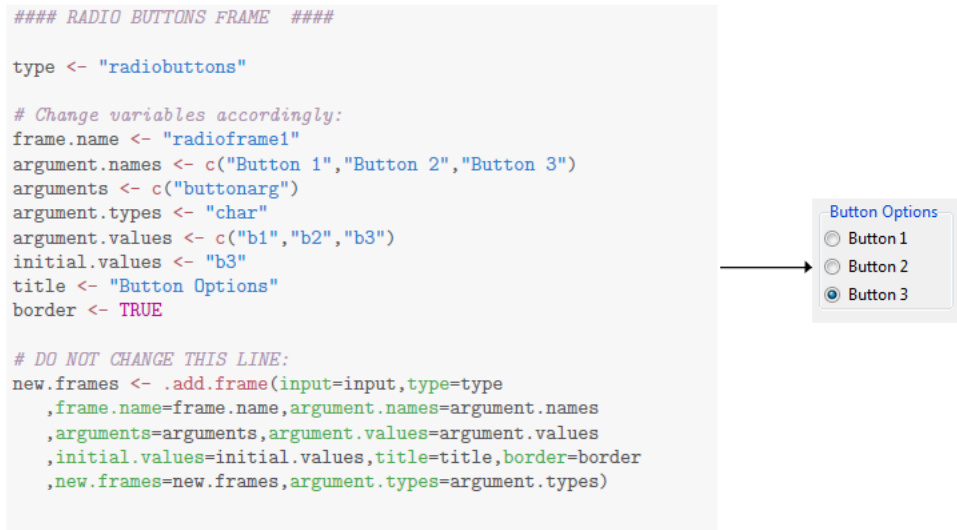 #### RADIO BUTTONS FRAME  ####
type <- "radiobuttons"
# Change variables accordingly:
frame.name <- "radioframe1"
argument.names <- c("Button 1","Button 2","Button 3")
arguments <- c("buttonarg")
argument.types <- "char"
argument.values <- c("b1","b2","b3")
initial.values <- "b3"
title <- "Button Options"
border <- TRUE
# DO NOT CHANGE THIS LINE:
new.frames <- .add.frame(input=input,type=type
   ,frame.name=frame.name,argument.names=argument.names
   ,arguments=arguments,argument.values=argument.values
   ,initial.values=initial.values,title=title,border=border
   ,new.frames=new.frames,argument.types=argument.types)
Button Options
Button 1
Button 2
Button 3